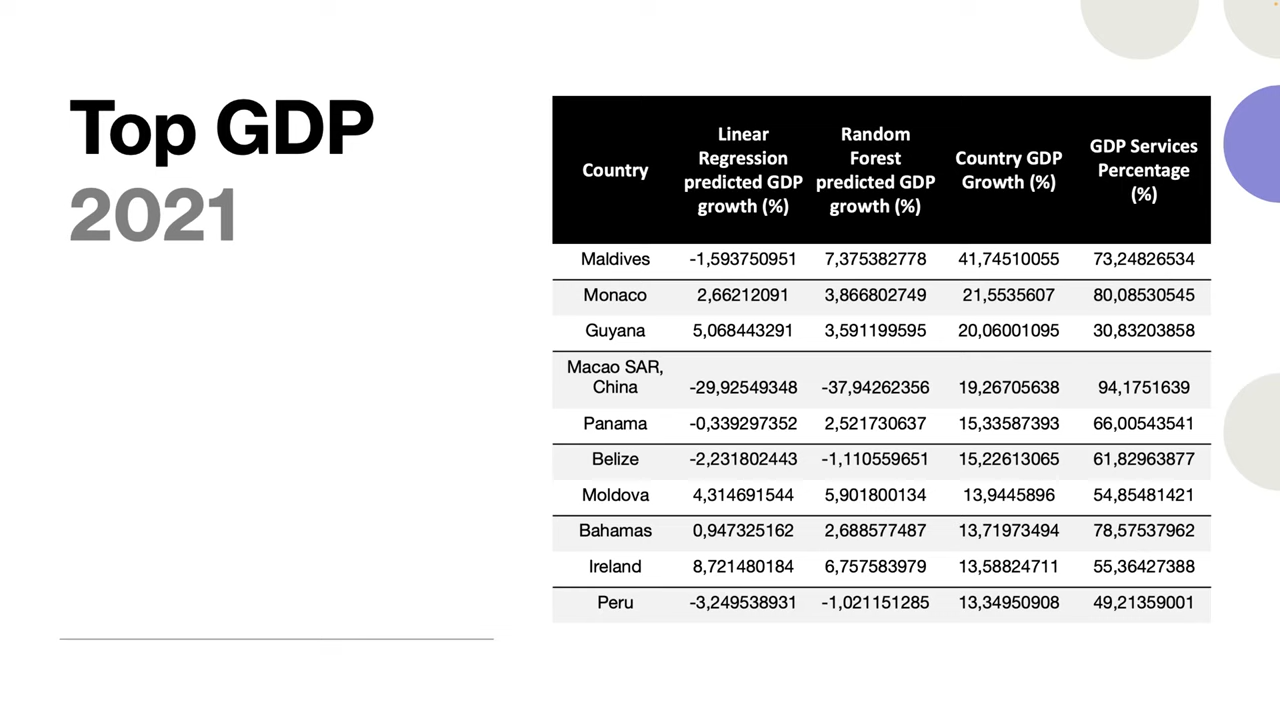 Top GDP
2021
Country
Linear
Regression
predicted GDP
growth (%)
Random
Forest
predicted GDP
growth (%)
Country GDP
Growth (%)
GDP Services
Percentage
(%)
Maldives -1,593750951 7,375382778 41,74510055 73,24826534
Monaco 2,66212091 3,866802749 21,5535607 80,08530545
Guyana 5,068443291 3,591199595 20,06001095 30,83203858
Macao SAR,
China -29,92549348 -37,94262356 19,26705638 94,1751639
Panama -0,339297352 2,521730637 15,33587393 66,00543541
Belize -2,231802443 -1,110559651 15,22613065 61,82963877
Moldova 4,314691544 5,901800134 13,9445896 54,85481421
Bahamas 0,947325162 2,688577487 13,71973494 78,57537962
Ireland 8,721480184 6,757583979 13,58824711 55,36427388
Peru -3,249538931 -1,021151285 13,34950908 49,21359001